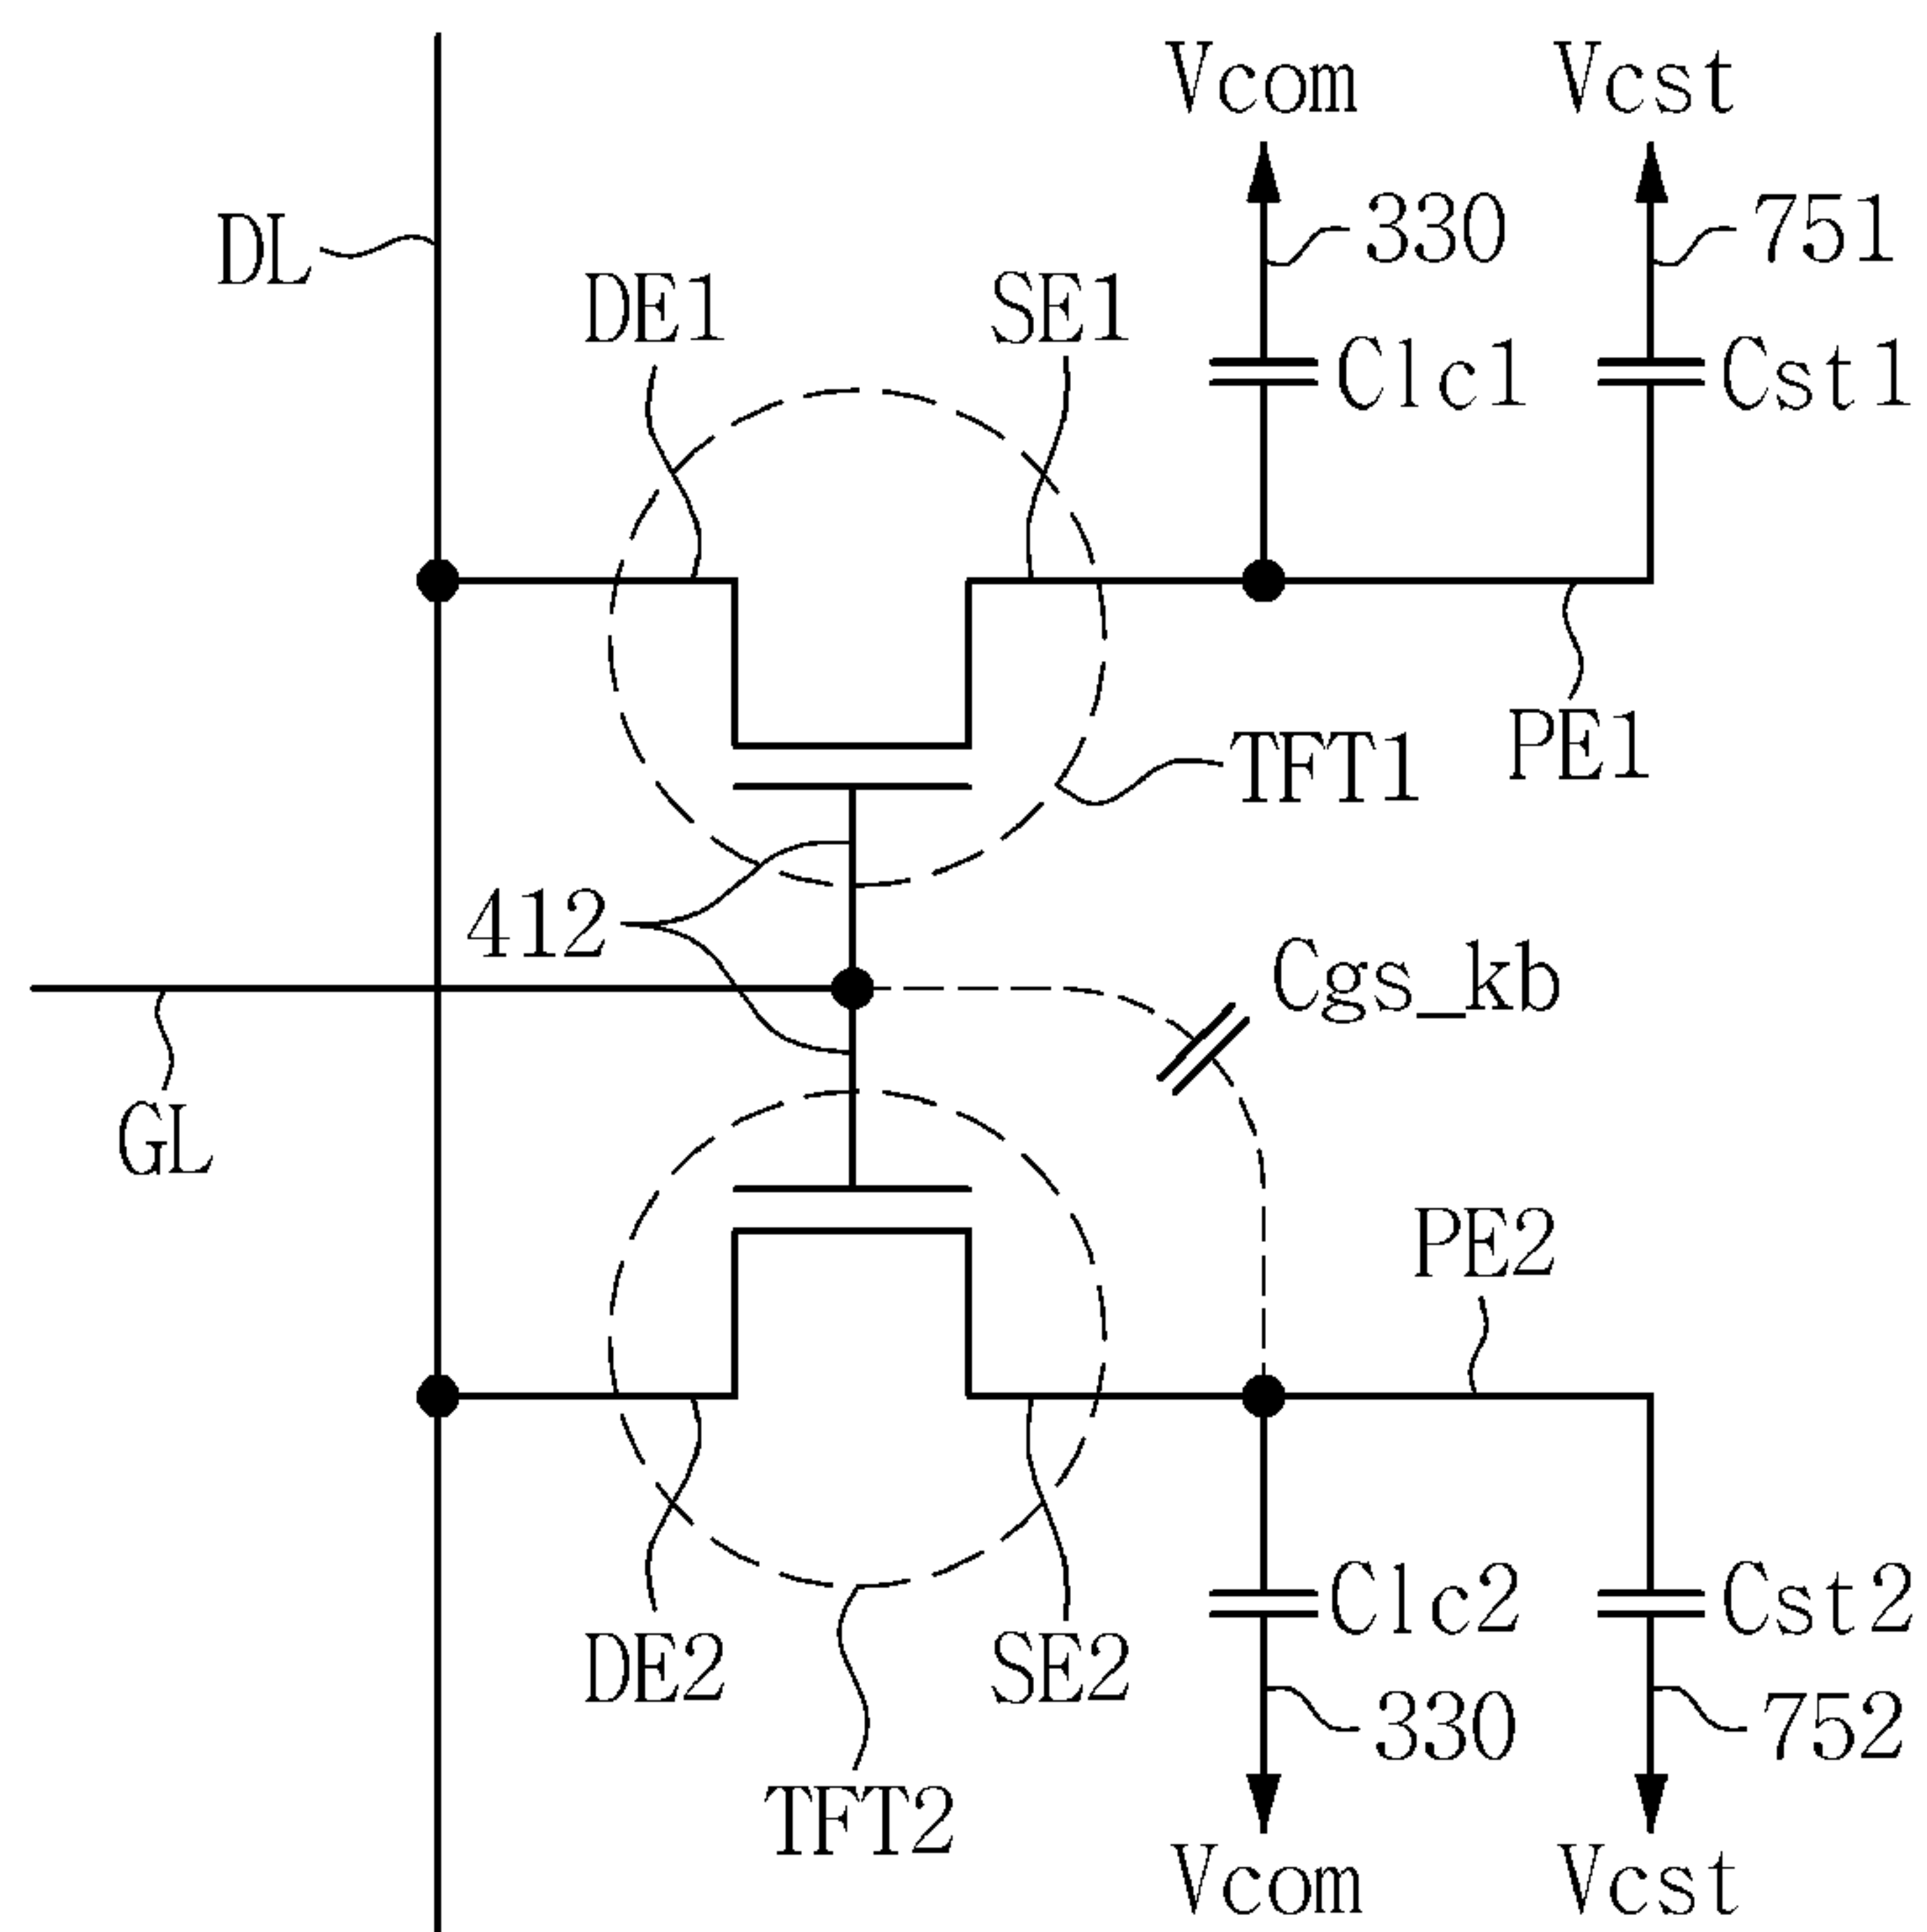 Vcom
Vcst
DL
330
751
DE1
SE1
Clc1
Cst1
PE1
TFT1
412
Cgs_kb
GL
PE2
Clc2
Cst2
DE2
SE2
330
752
TFT2
Vcom
Vcst